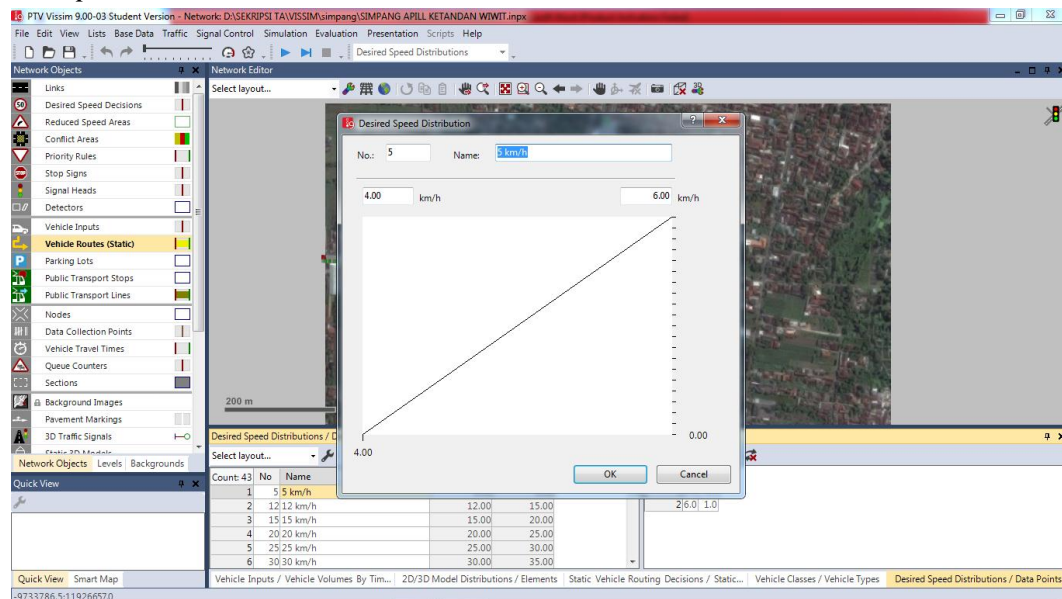 PTV Vissim 9.00-03 Student Version - Network: D:\SEKRIPSI TA\VISSIM\simpang\SIMPANG APILL KETANDAN WIWIT.inpx
File Edit View Lists Base Data Traffic Signal Control Simulation Evaluation Presentation Scripts Help
Desired Speed Distributions
Network Objects
Network Editor
Links
Select layout...
Desired Speed Decisions
Reduced Speed Areas
Conflict Areas
Priority Rules
Stop Signs
Signal Heads
Detectors
Vehicle Inputs
Vehicle Routes (Static)
Parking Lots
Public Transport Stops
Public Transport Lines
Nodes
Data Collection Points
Vehicle Travel Times
Queue Counters
Sections
Background Images
Pavement Markings
3D Traffic Signals
Static 3D Models
Network Objects Levels Backgrounds
Quick View
Quick View Smart Map
-9733786.5:11926657.0
Desired Speed Distribution
No.: 5 Name: 5 km/h
4.00 km/h 6.00 km/h
0.00
4.00
OK Cancel
200 m
Desired Speed Distributions / D
Select layout...
Count: 43 No Name
1 5 5 km/h
2 12 12 km/h 12.00 15.00
3 15 15 km/h 15.00 20.00
4 20 20 km/h 20.00 25.00
5 25 25 km/h 25.00 30.00
6 30 30 km/h 30.00 35.00
2 6.0 1.0
Vehicle Inputs / Vehicle Volumes By Tim... 2D/3D Model Distributions / Elements Static Vehicle Routing Decisions / Static... Vehicle Classes / Vehicle Types Desired Speed Distributions / Data Points